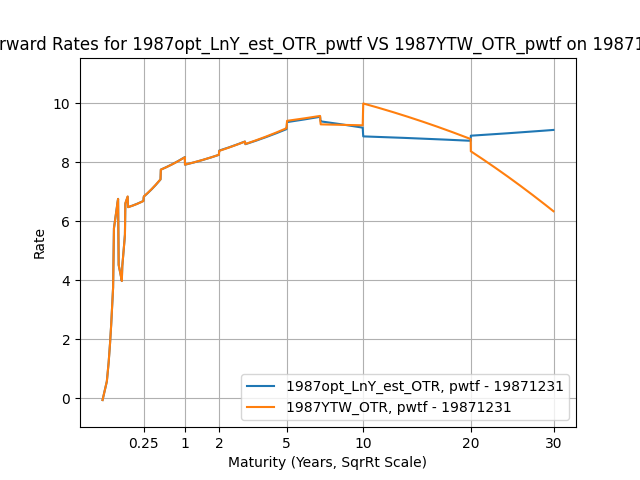 rward Rates for 1987opt_LnY_est_OTR_pwtf VS 1987YTW_OTR_pwtf on 19871
10
8
6
4
2
0
Rate
1987opt_LnY_est_OTR, pwtf - 19871231
1987YTW_OTR, pwtf - 19871231
0.25 1 2 5 10 20 30
Maturity (Years, SqrRt Scale)